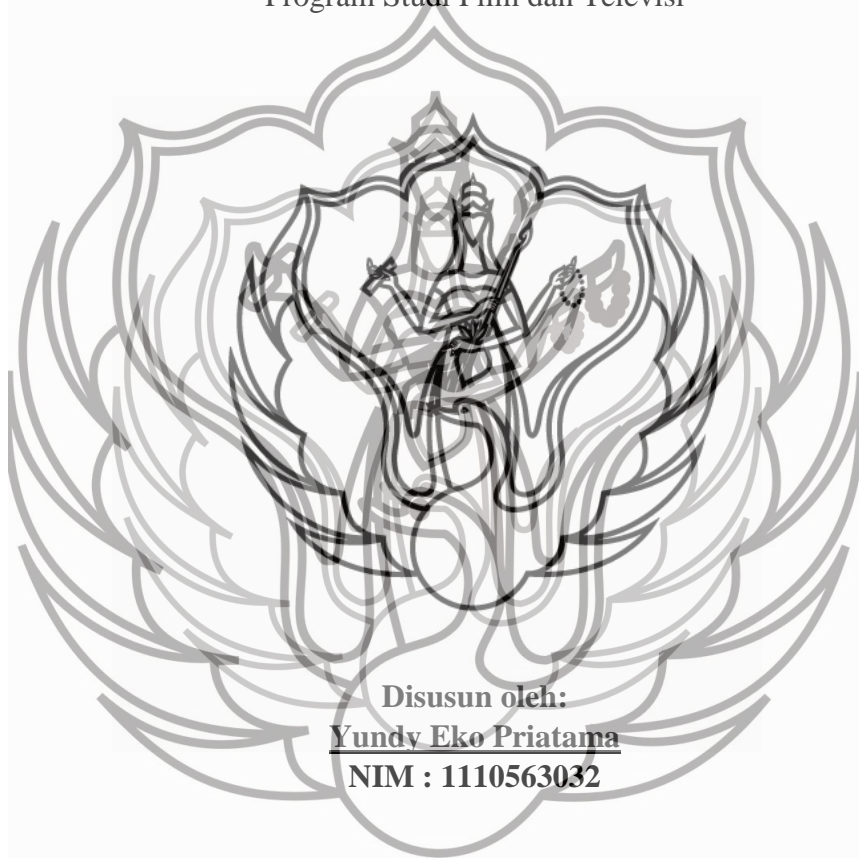 Program Studi Film dan Televisi
Disusun oleh:
Yundy Eko Priatama
NIM : 1110563032